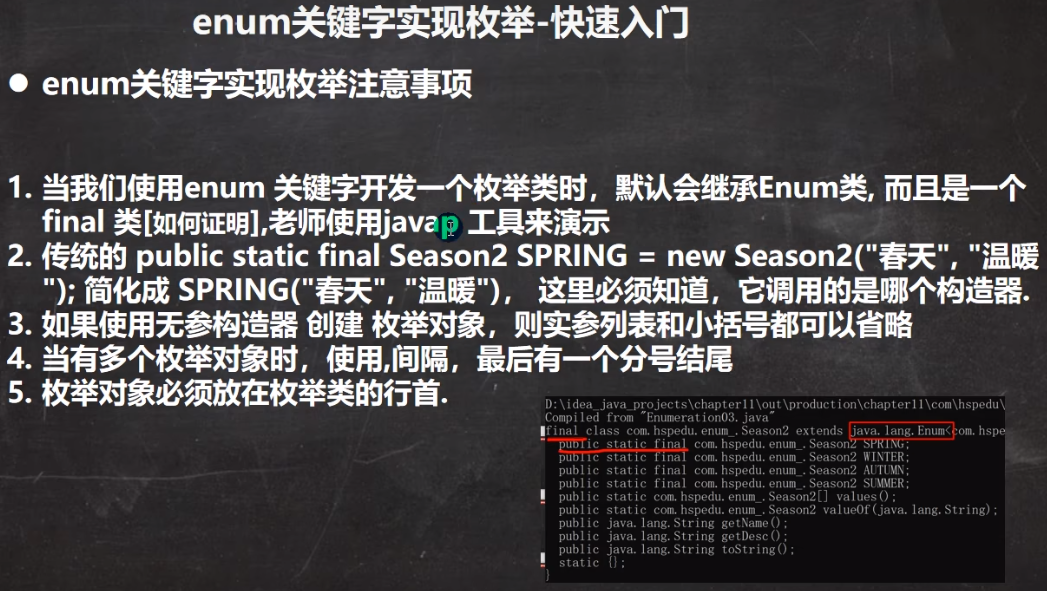 enum关键字实现枚举-快速入门
● enum关键字实现枚举注意事项
1. 当我们使用enum 关键字开发一个枚举类时，默认会继承Enum类, 而且是一个
final 类[如何证明],老师使用javap 工具来演示
2. 传统的 public static final Season2 SPRING = new Season2("春天", "温暖
"); 简化成 SPRING("春天", "温暖")， 这里必须知道，它调用的是哪个构造器.
3. 如果使用无参构造器 创建 枚举对象，则实参列表和小括号都可以省略
4. 当有多个枚举对象时，使用,间隔，最后有一个分号结尾
5. 枚举对象必须放在枚举类的行首.
D:\idea_java_projects\chapter11\out\production\chapter11\com\hspedu\
Compiled from "Enumeration03.java"
final class com.hspedu.enum_.Season2 extends java.lang.Enum<com.hspe
public static final com.hspedu.enum_.Season2 SPRING;
public static final com.hspedu.enum_.Season2 WINTER;
public static final com.hspedu.enum_.Season2 AUTUMN;
public static final com.hspedu.enum_.Season2 SUMMER;
public static com.hspedu.enum_.Season2[] values();
public static com.hspedu.enum_.Season2 valueOf(java.lang.String);
public java.lang.String getName();
public java.lang.String getDesc();
public java.lang.String toString();
static {};
}